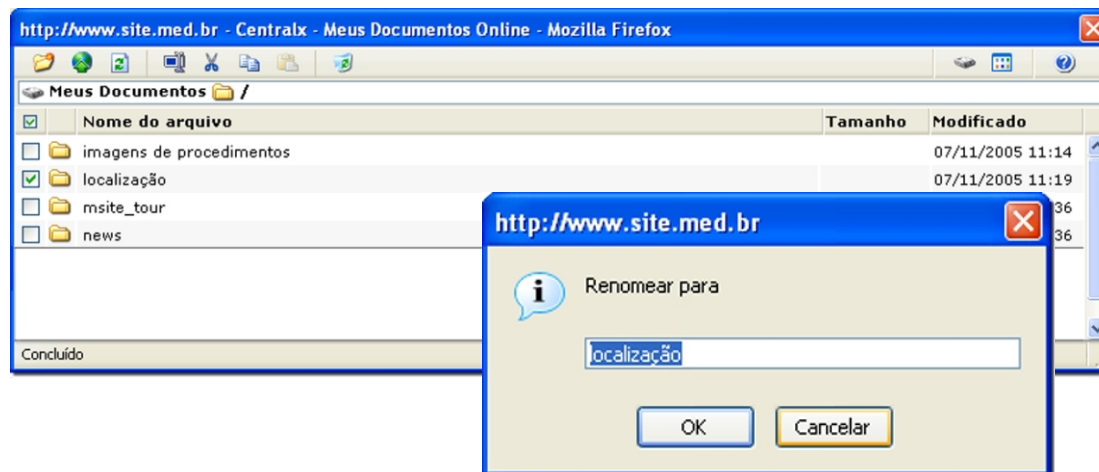 http://www.site.med.br - Centralx - Meus Documentos Online - Mozilla Firefox
Meus Documentos /
Nome do arquivo Tamanho Modificado
imagens de procedimentos 07/11/2005 11:14
localização 07/11/2005 11:19
msite_tour 36
news 36
Concluído
http://www.site.med.br
Renomear para
localização
OK Cancelar